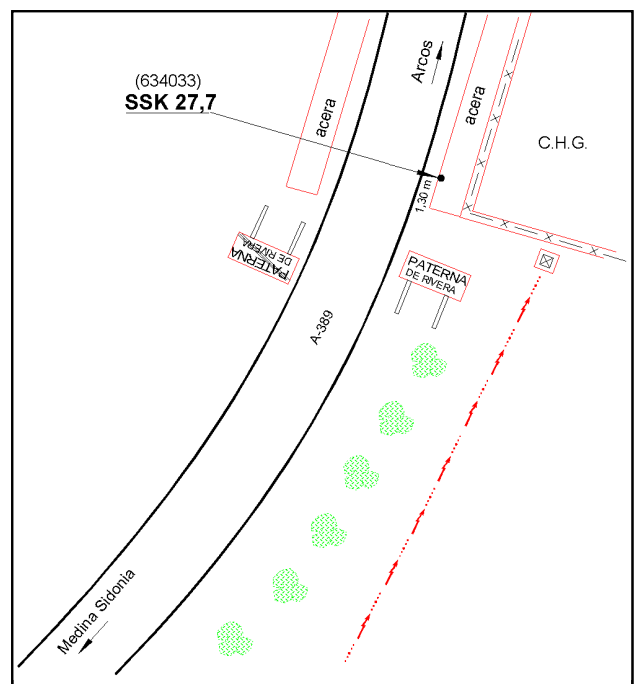 Arcos
(634033)
SSK 27,7
acera
acera
C.H.G.
1,30 m
PATERNA
DE RIVERA
PATERNA
DE RIVERA
A-389
Medina Sidonia